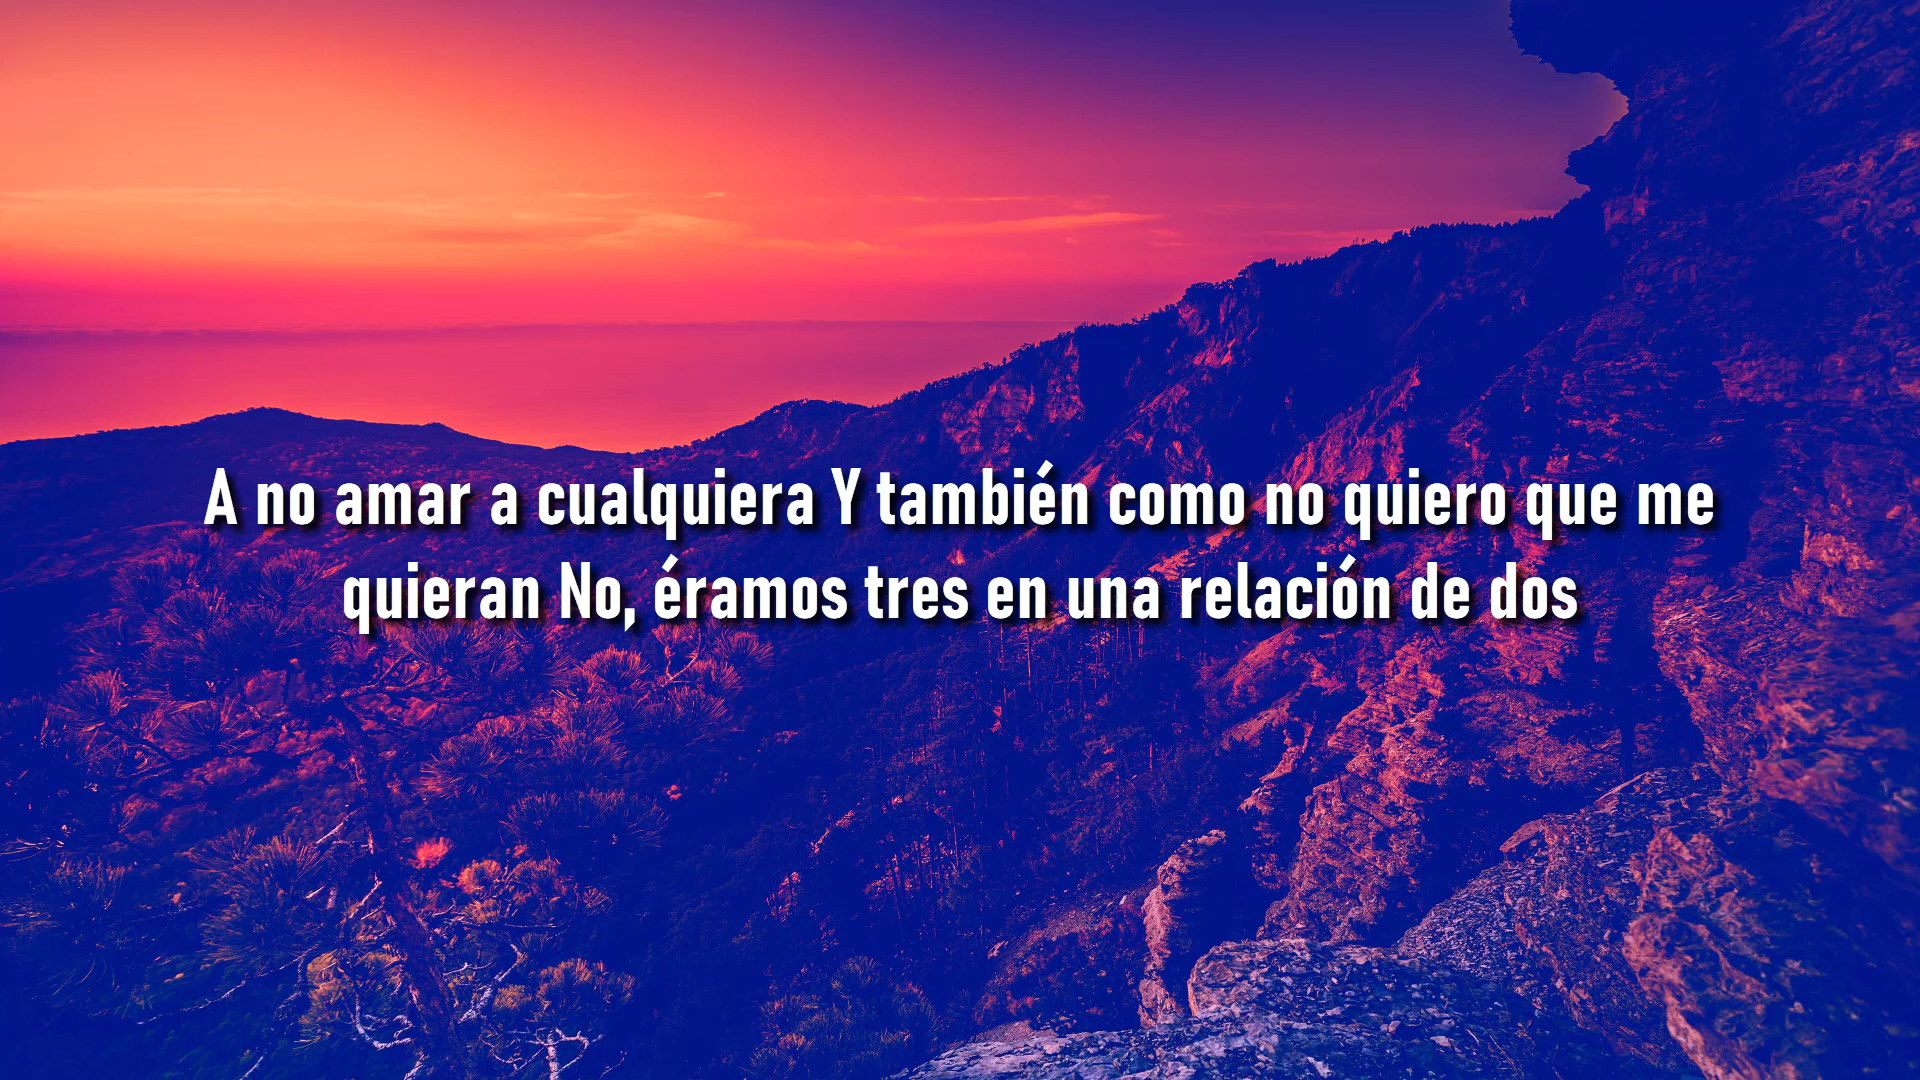 A no amar a cualquiera Y también como no quiero que me
quieran No, éramos tres en una relación de dos